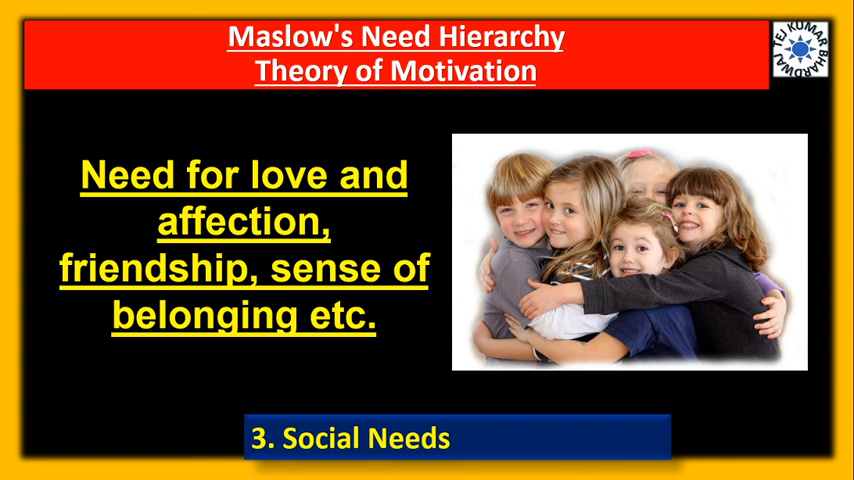 Maslow's Need Hierarchy
Theory of Motivation
TEJ KUMAR BHARDWAJ
Need for love and
affection,
friendship, sense of
belonging etc.
3. Social Needs